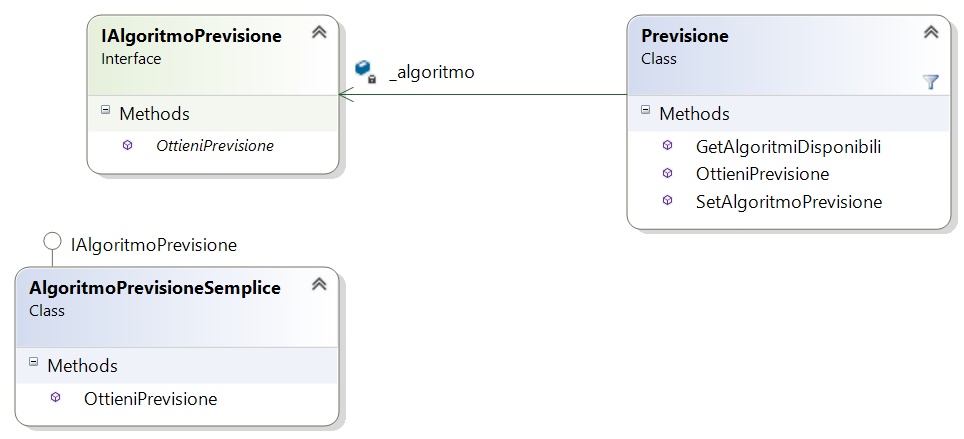 IAlgoritmoPrevisione
Interface
Methods
OttieniPrevisione
_algoritmo
Previsione
Class
Methods
GetAlgoritmiDisponibili
OttieniPrevisione
SetAlgoritmoPrevisione
IAlgoritmoPrevisione
AlgoritmoPrevisioneSemplice
Class
Methods
OttieniPrevisione